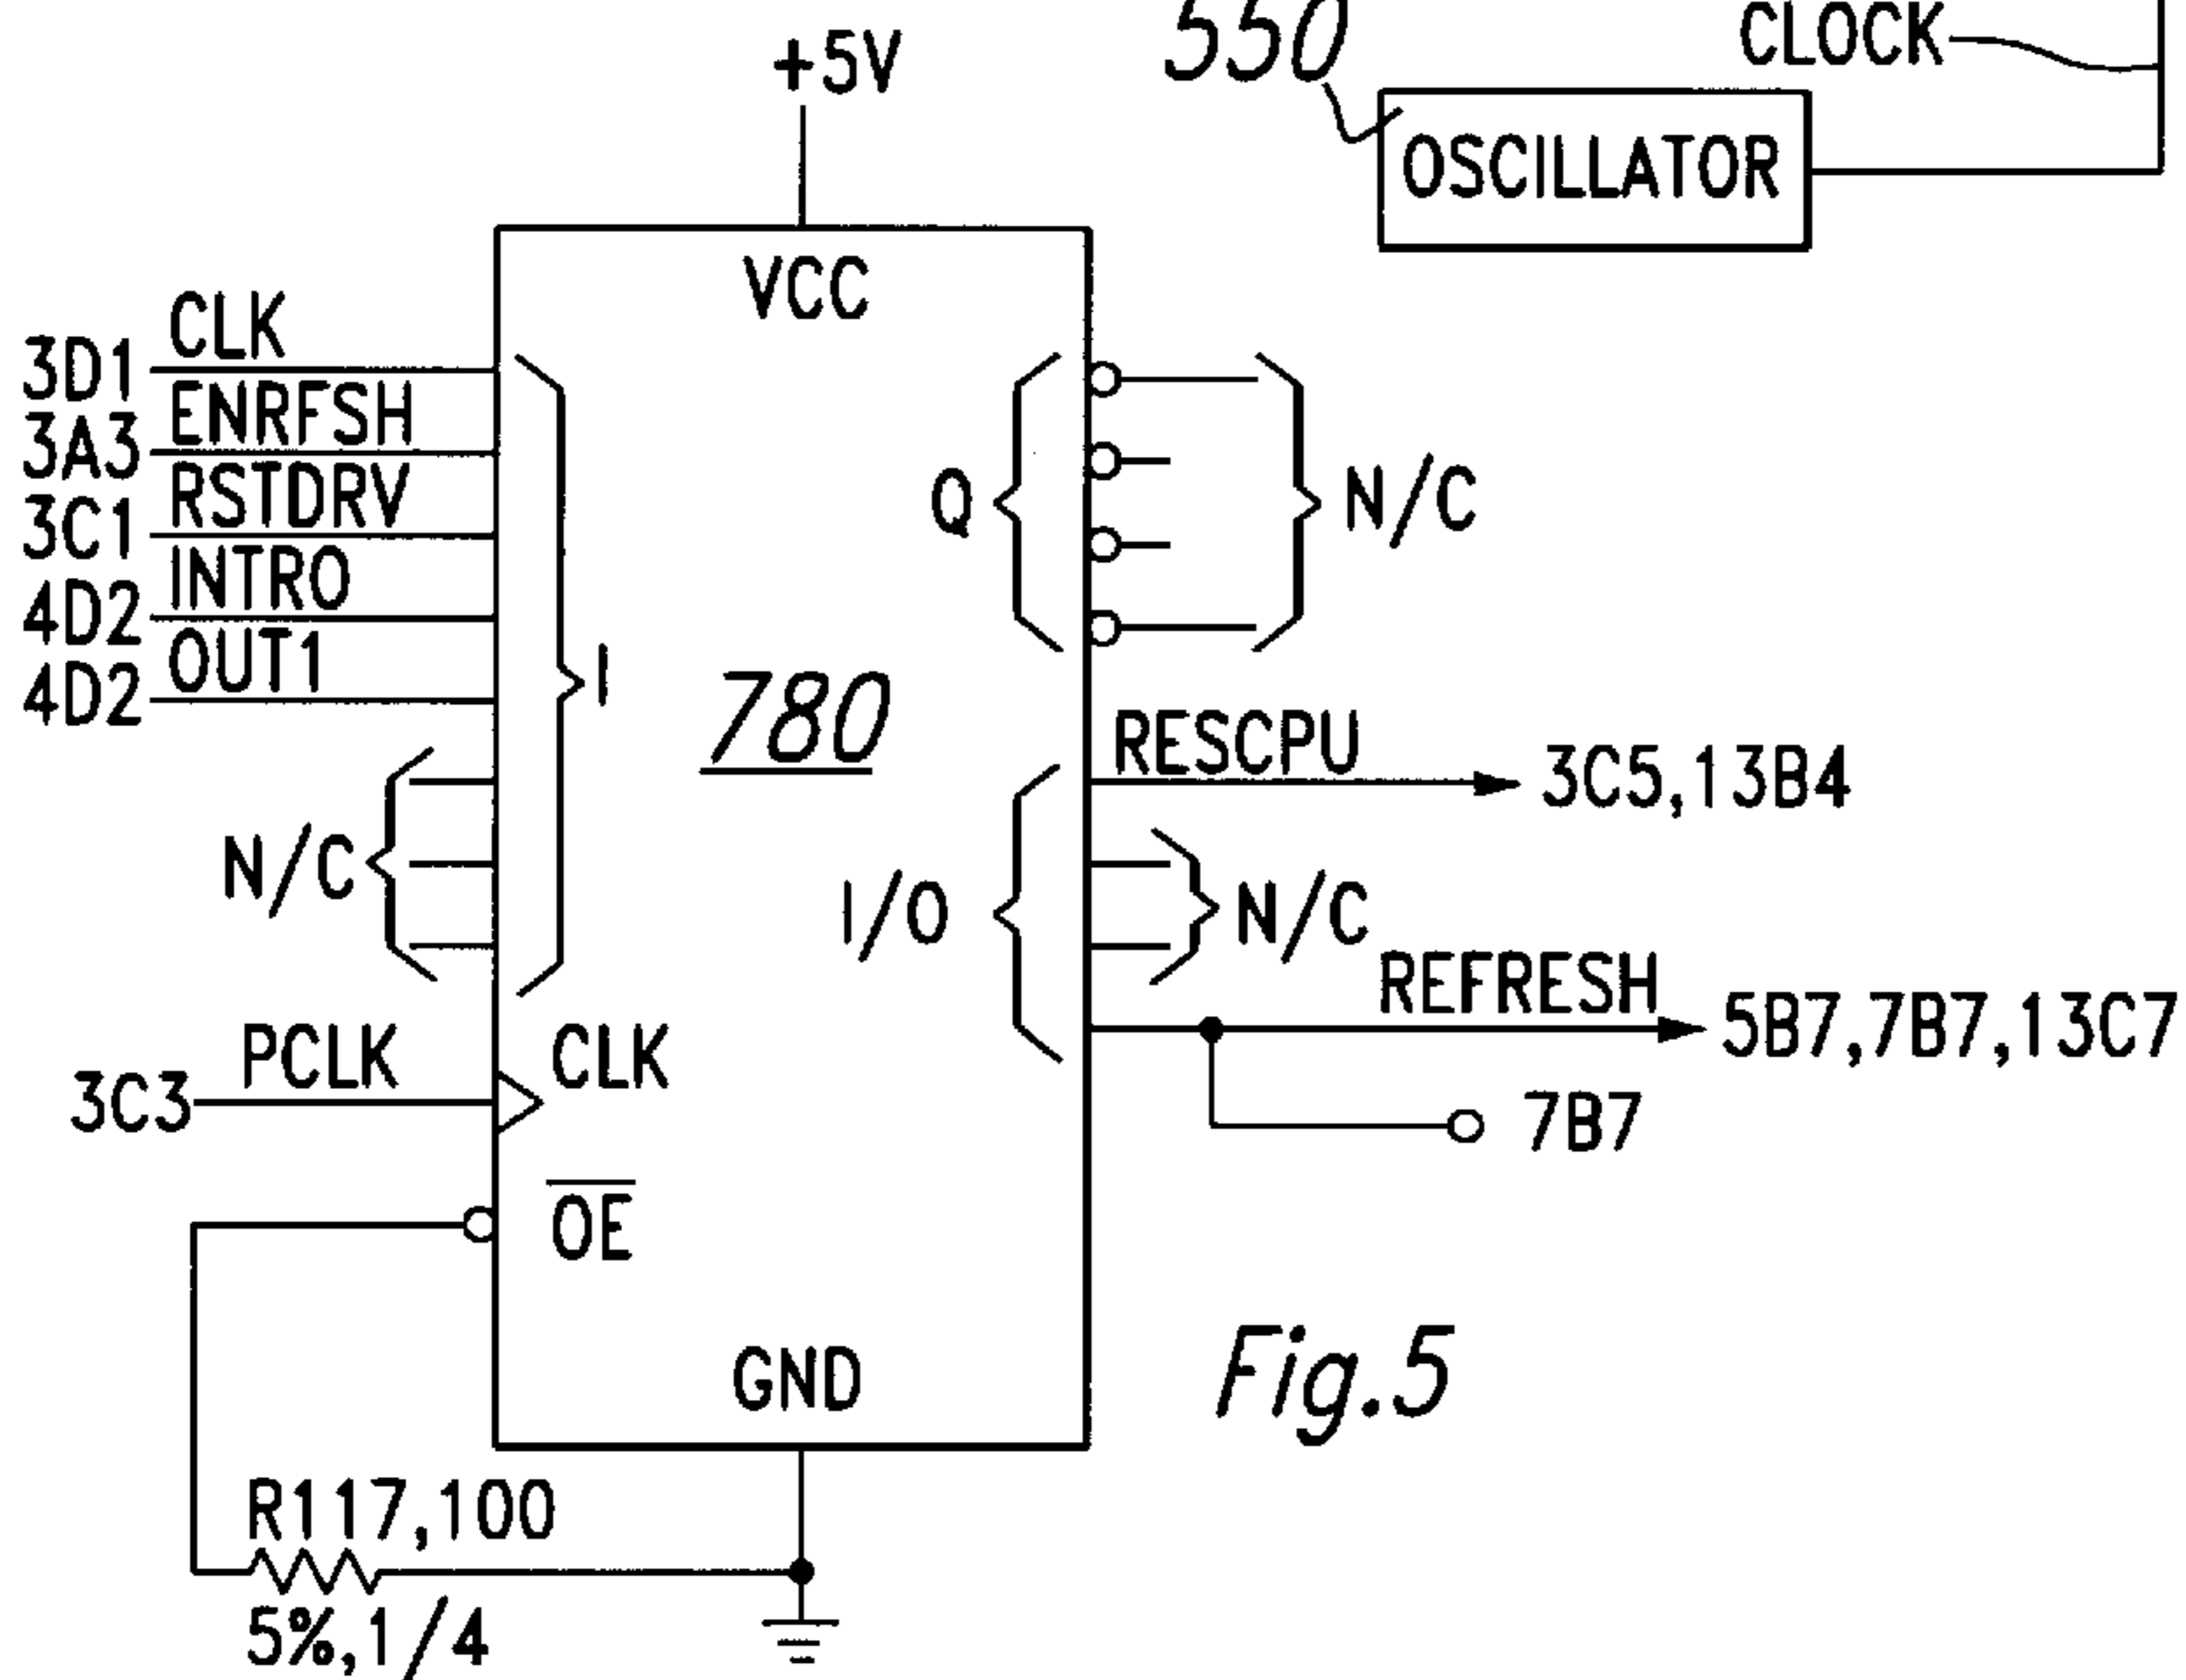 550
CLOCK
OSCILLATOR
+5V
VCC
3D1 CLK
3A3 ENRFSH
3C1 RSTDRV
4D2 INTRO
4D2 OUT1
N/C
I
Q
N/C
780
RESCPU
3C5,13B4
I/O
N/C
REFRESH
5B7,7B7,13C7
7B7
3C3 PCLK
CLK
OE
GND
R117,100
5%,1/4
Fig.5